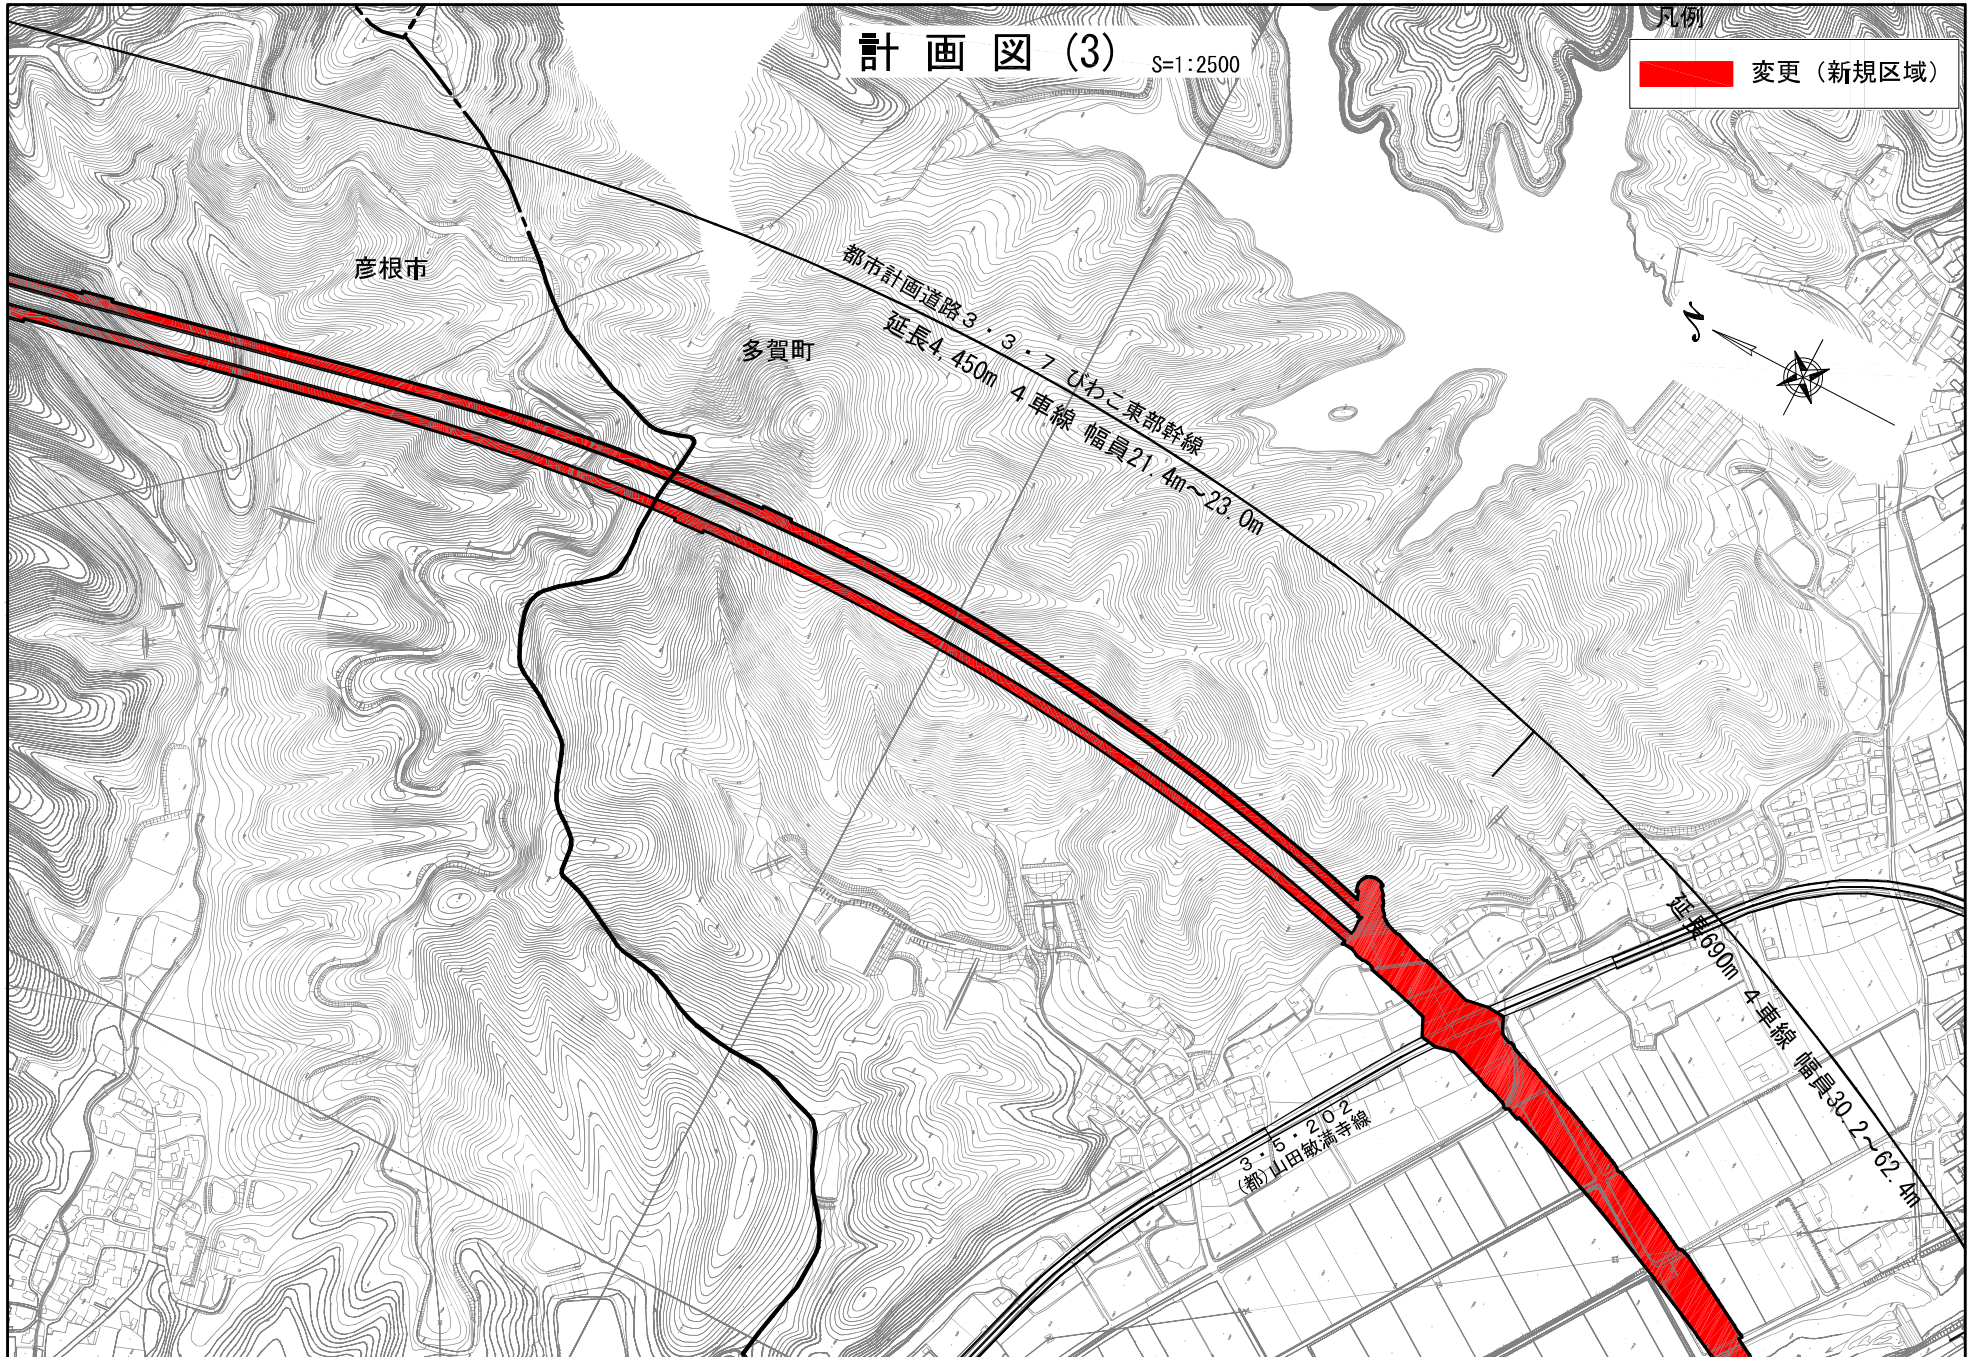 計画図(3) S=1:2500
凡例
変更（新規区域）
彦根市
多賀町
都市計画道路3・3・7 びわこ東部幹線
延長4,450m 4車線 幅員21.4m～23.0m
N
延長690m 4車線 幅員30.2～62.4m
3・5・202
(都)山田敏満寺線